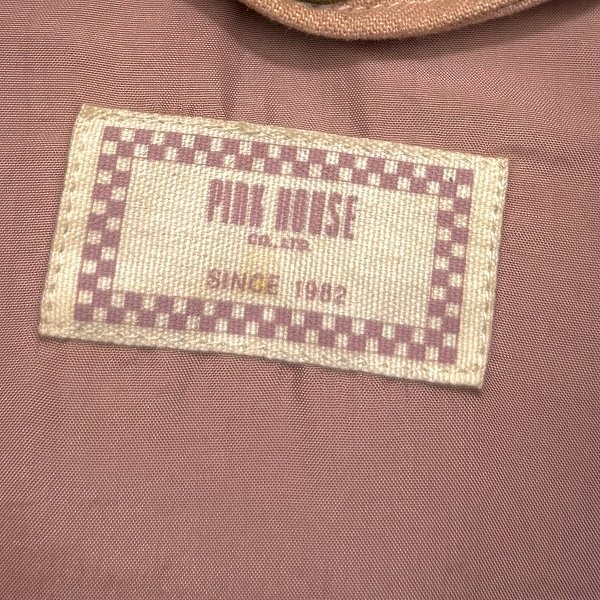 PINK HOUSE
CO., LTD.
SINCE 1982